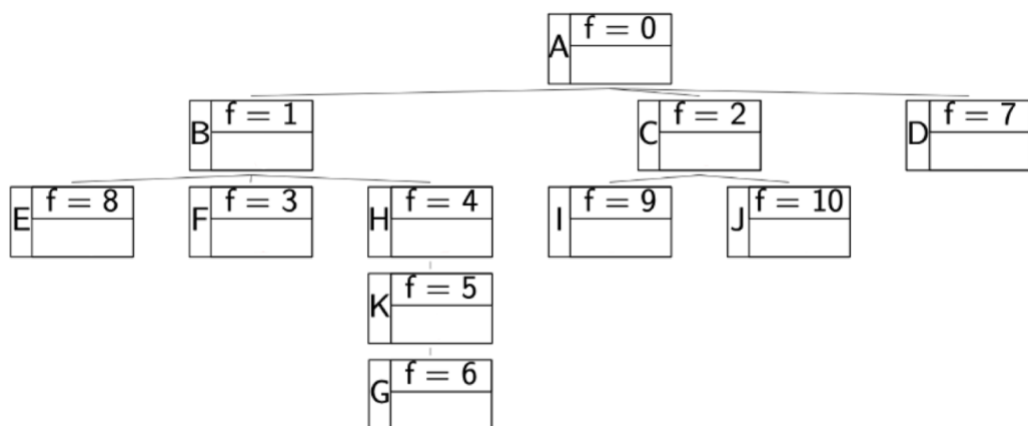 A f = 0
B f = 1
C f = 2
D f = 7
E f = 8
F f = 3
H f = 4
I f = 9
J f = 10
K f = 5
G f = 6